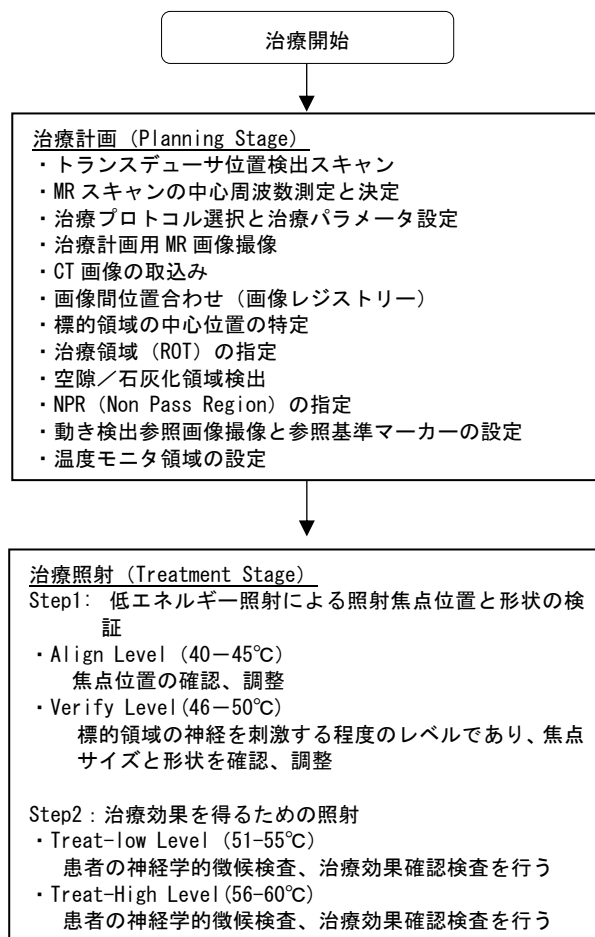 治療開始
治療計画 (Planning Stage)
・トランスデューサ位置検出スキャン
・MR スキャンの中心周波数測定と決定
・治療プロトコル選択と治療パラメータ設定
・治療計画用 MR 画像撮像
・CT 画像の取込み
・画像間位置合わせ（画像レジストリー）
・標的領域の中心位置の特定
・治療領域（ROT）の指定
・空隙／石灰化領域検出
・NPR（Non Pass Region）の指定
・動き検出参照画像撮像と参照基準マーカーの設定
・温度モニタ領域の設定
治療照射 (Treatment Stage)
Step1: 低エネルギー照射による照射焦点位置と形状の検
証
・Align Level (40－45℃)
焦点位置の確認、調整
・Verify Level(46－50℃)
標的領域の神経を刺激する程度のレベルであり、焦点
サイズと形状を確認、調整
Step2：治療効果を得るための照射
・Treat-low Level (51-55℃)
患者の神経学的徴候検査、治療効果確認検査を行う
・Treat-High Level(56-60℃)
患者の神経学的徴候検査、治療効果確認検査を行う